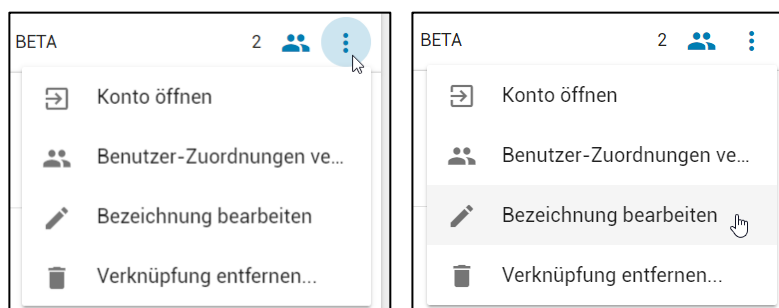 BETA 2
Konto öffnen
Benutzer-Zuordnungen ve...
Bezeichnung bearbeiten
Verknüpfung entfernen...
BETA 2
Konto öffnen
Benutzer-Zuordnungen ve...
Bezeichnung bearbeiten
Verknüpfung entfernen...